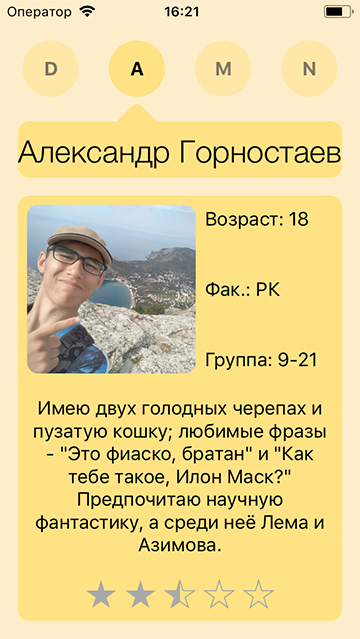 Оператор 16:21
D A M N
Александр Горностаев
Возраст: 18
Фак.: РК
Группа: 9-21
Имею двух голодных черепах и
пузатую кошку; любимые фразы
- "Это фиаско, братан" и "Как
тебе такое, Илон Маск?"
Предпочитаю научную
фантастику, а среди неё Лема и
Азимова.